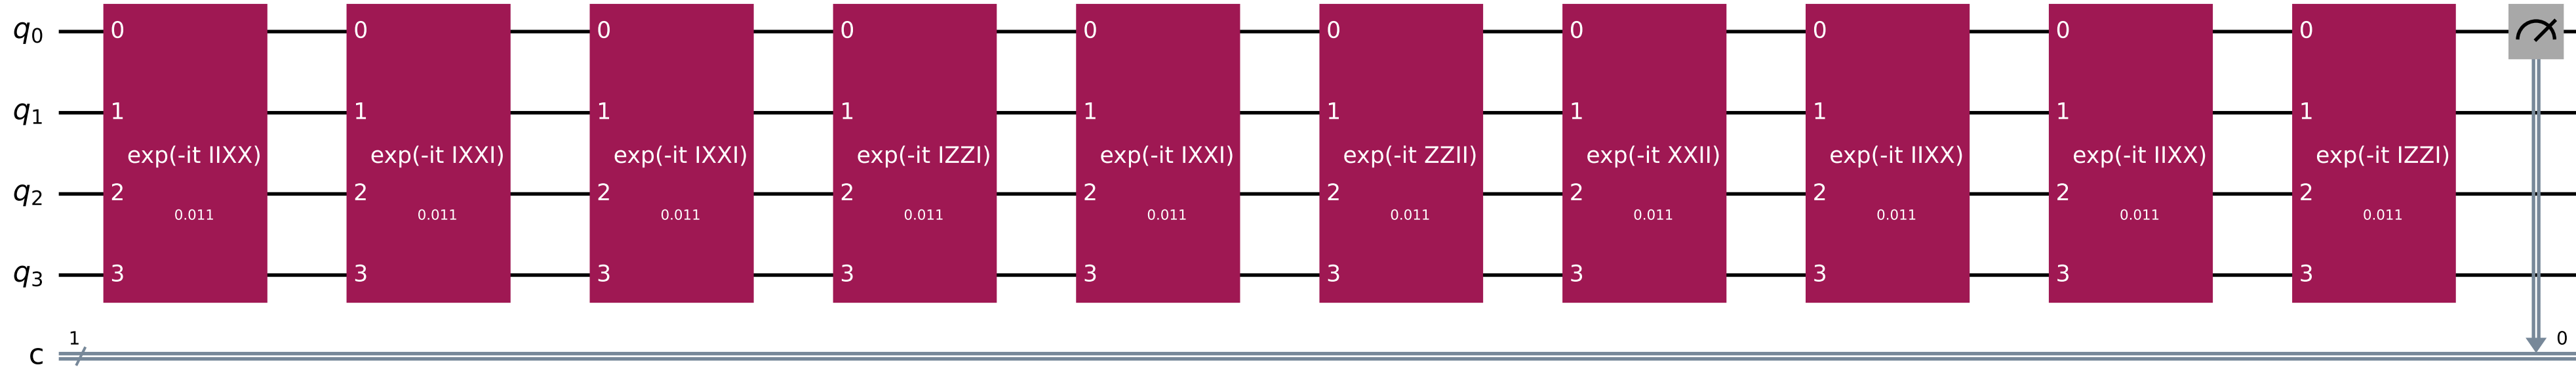 q0 0 0 0 0 0 0 0 0 0 0
q1 1 1 1 1 1 1 1 1 1 1
exp(-it IIXX) exp(-it IXXI) exp(-it IXXI) exp(-it IZZI) exp(-it IXXI) exp(-it ZZII) exp(-it XXII) exp(-it IIXX) exp(-it IIXX) exp(-it IZZI)
q2 2 2 2 2 2 2 2 2 2 2
0.011 0.011 0.011 0.011 0.011 0.011 0.011 0.011 0.011 0.011
q3 3 3 3 3 3 3 3 3 3 3
1 0
c